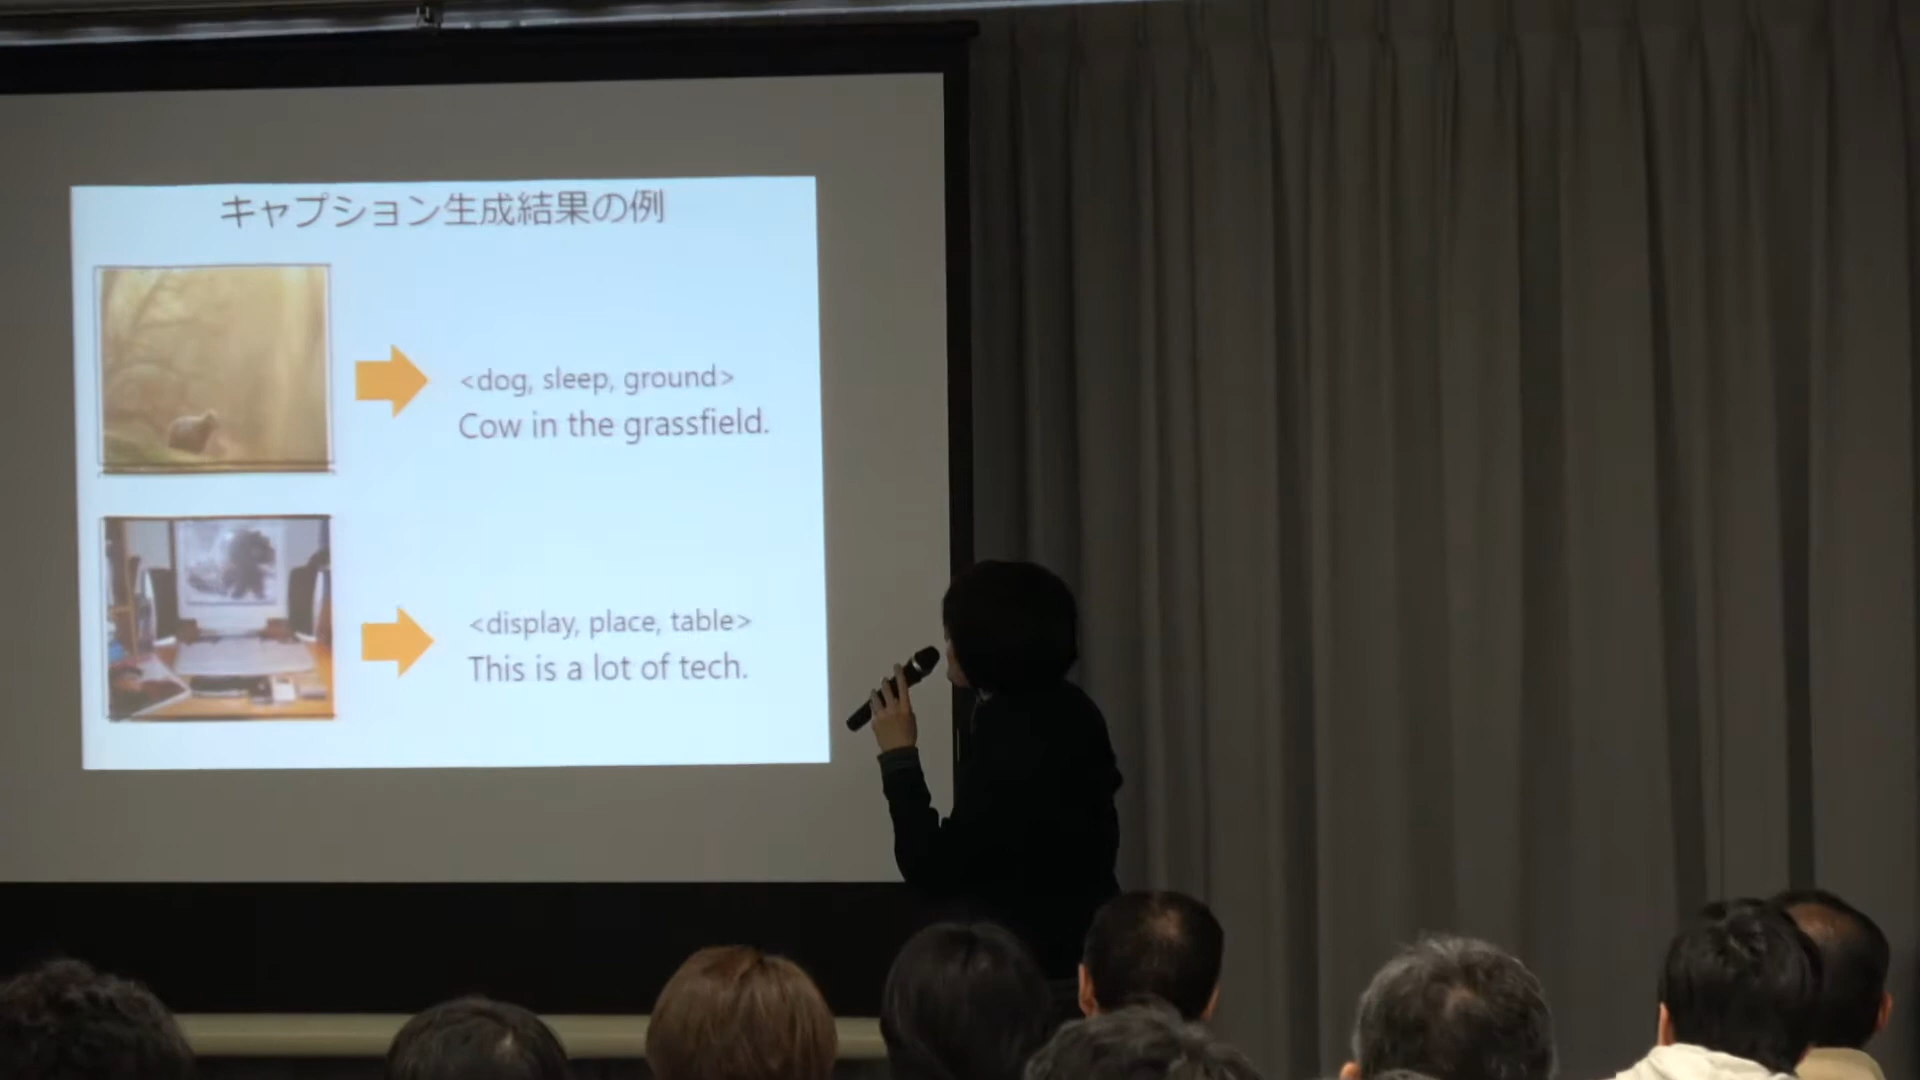 キャプション生成結果の例
<dog, sleep, ground>
Cow in the grassfield.
<display, place, table>
This is a lot of tech.